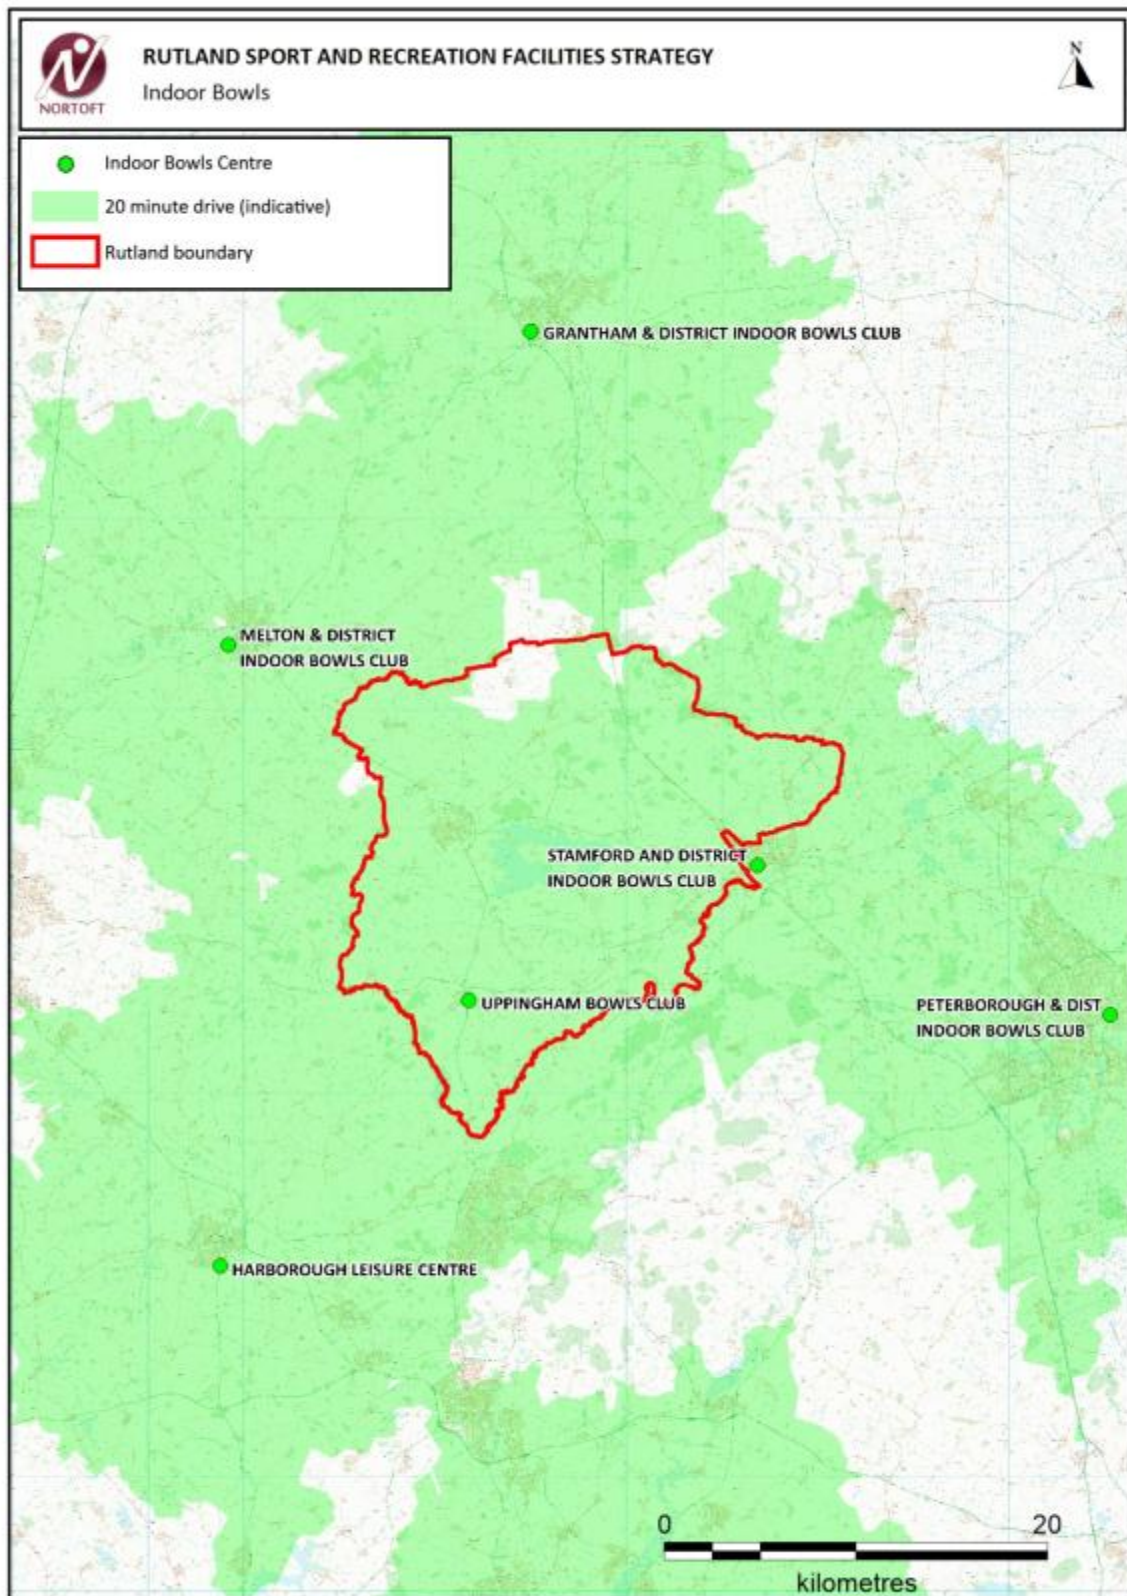 NORTOFT
RUTLAND SPORT AND RECREATION FACILITIES STRATEGY
Indoor Bowls
N
Indoor Bowls Centre
20 minute drive (indicative)
Rutland boundary
GRANTHAM & DISTRICT INDOOR BOWLS CLUB
MELTON & DISTRICT
INDOOR BOWLS CLUB
STAMFORD AND DISTRICT
INDOOR BOWLS CLUB
UPPINGHAM BOWLS CLUB
PETERBOROUGH & DIST
INDOOR BOWLS CLUB
HARBOROUGH LEISURE CENTRE
0 20
kilometres